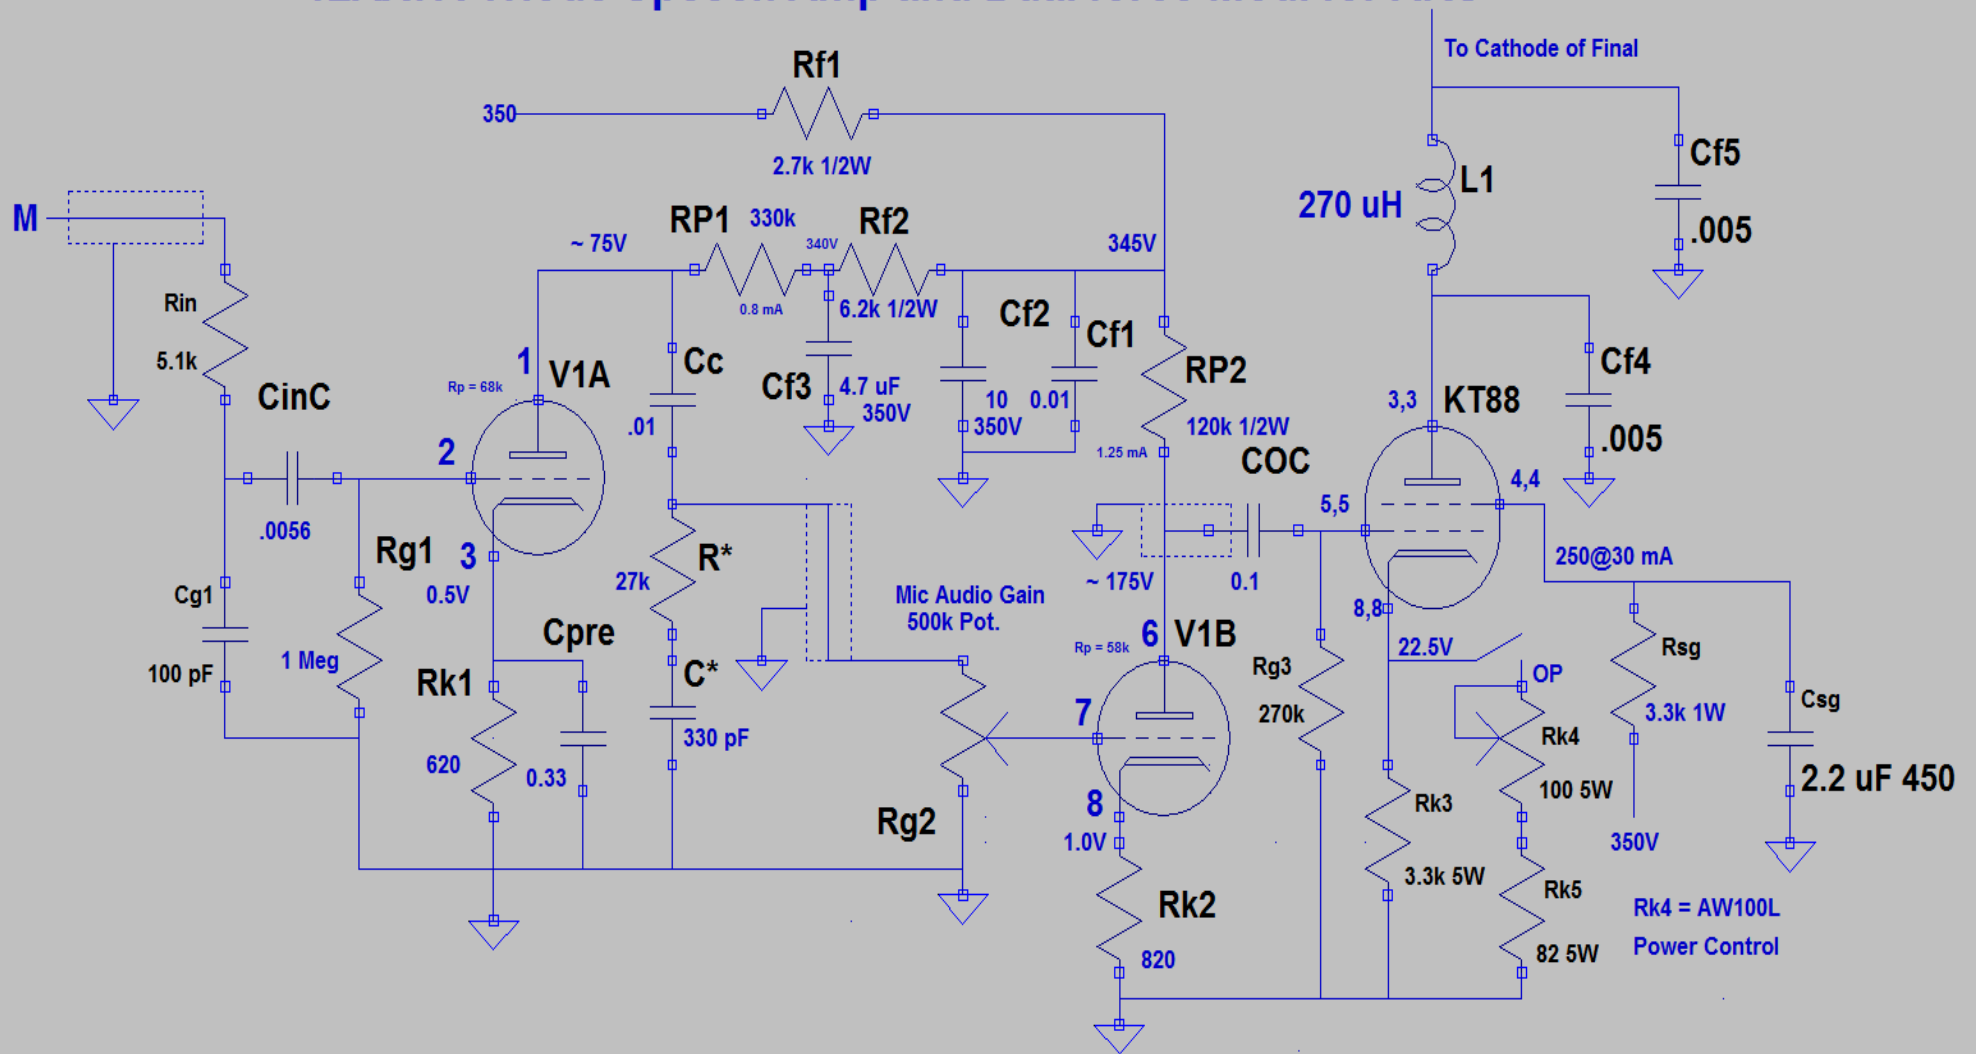 To Cathode of Final
Rf1
350
2.7k 1/2W
Cf5
L1
270 uH
.005
M
RP1
330k
Rf2
~ 75V
340V
345V
Rin
5.1k
0.8 mA
6.2k 1/2W
Cf2
Cf1
Cc
Cf3
4.7 uF
350V
10
350V
0.01
RP2
120k 1/2W
1.25 mA
CinC
1
V1A
Rp = 68k
.01
2
3,3
KT88
Cf4
.005
COC
4,4
5,5
.0056
Rg1
3
0.5V
R*
27k
~ 175V
0.1
250@30 mA
Cg1
100 pF
1 Meg
Cpre
Mic Audio Gain
500k Pot.
6
V1B
Rp = 58k
8,8
22.5V
Rg3
270k
Rsg
3.3k 1W
OP
Rk1
C*
330 pF
7
Csg
2.2 uF 450
Rk4
100 5W
620
0.33
Rg2
8
1.0V
Rk3
3.3k 5W
350V
Rk2
820
Rk5
82 5W
Rk4 = AW100L
Power Control